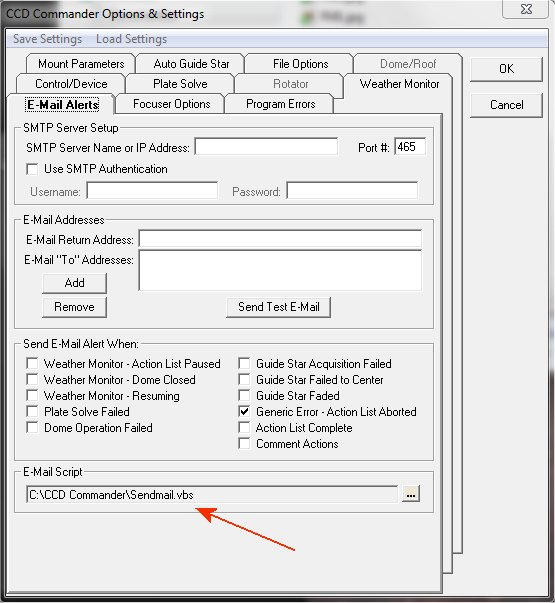 CCD Commander Options & Settings
Save Settings Load Settings
Mount Parameters Auto Guide Star File Options Dome/Roof
Control/Device Plate Solve Rotator Weather Monitor
E-Mail Alerts Focuser Options Program Errors
OK
Cancel
SMTP Server Setup
SMTP Server Name or IP Address: Port #: 465
Use SMTP Authentication
Username: Password:
E-Mail Addresses
E-Mail Return Address:
E-Mail "To" Addresses:
Add
Remove Send Test E-Mail
Send E-Mail Alert When:
Weather Monitor - Action List Paused
Weather Monitor - Dome Closed
Weather Monitor - Resuming
Plate Solve Failed
Dome Operation Failed
Guide Star Acquisition Failed
Guide Star Failed to Center
Guide Star Faded
Generic Error - Action List Aborted
Action List Complete
Comment Actions
E-Mail Script
C:\CCD Commander\Sendmail.vbs ...